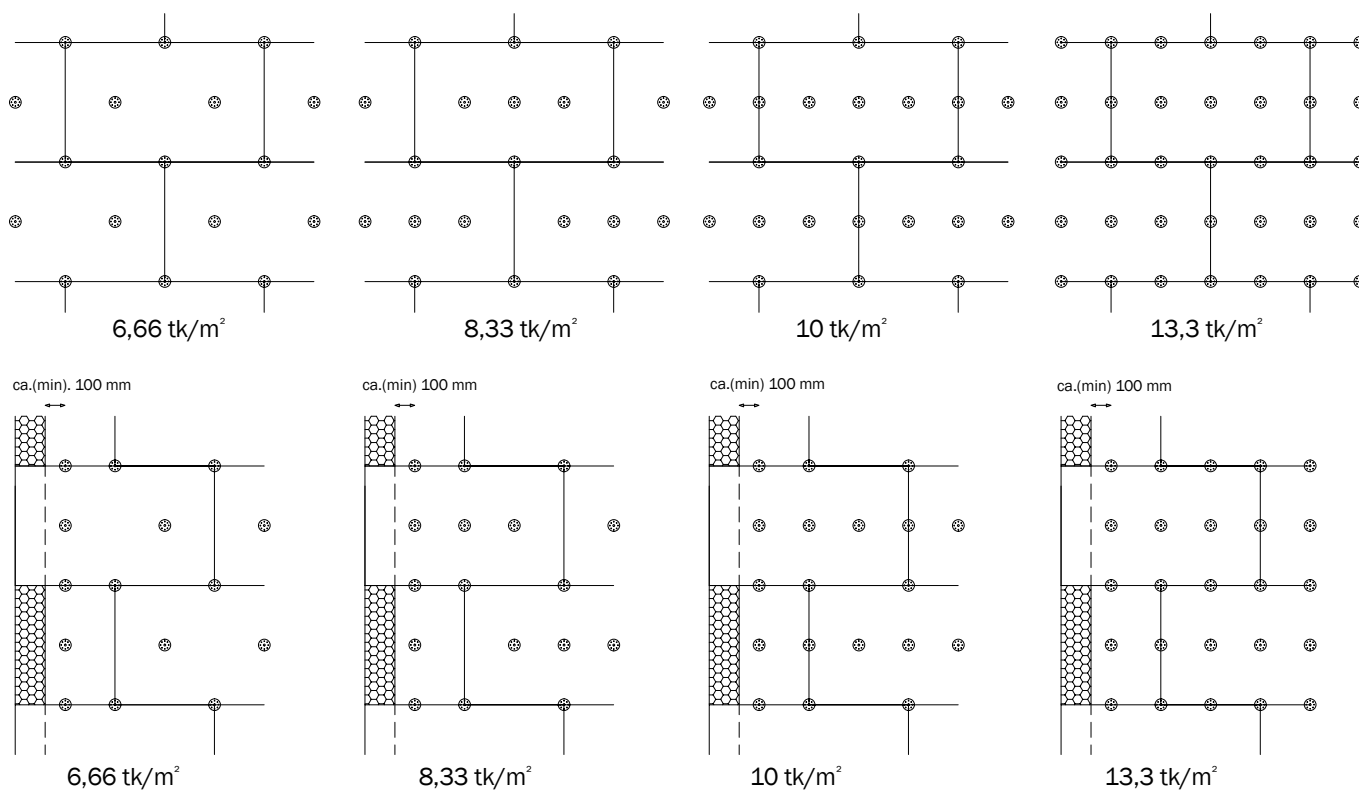 6,66 tk/m² 8,33 tk/m² 10 tk/m² 13,3 tk/m²
ca.(min). 100 mm ca.(min) 100 mm ca.(min) 100 mm ca.(min) 100 mm
6,66 tk/m² 8,33 tk/m² 10 tk/m² 13,3 tk/m²